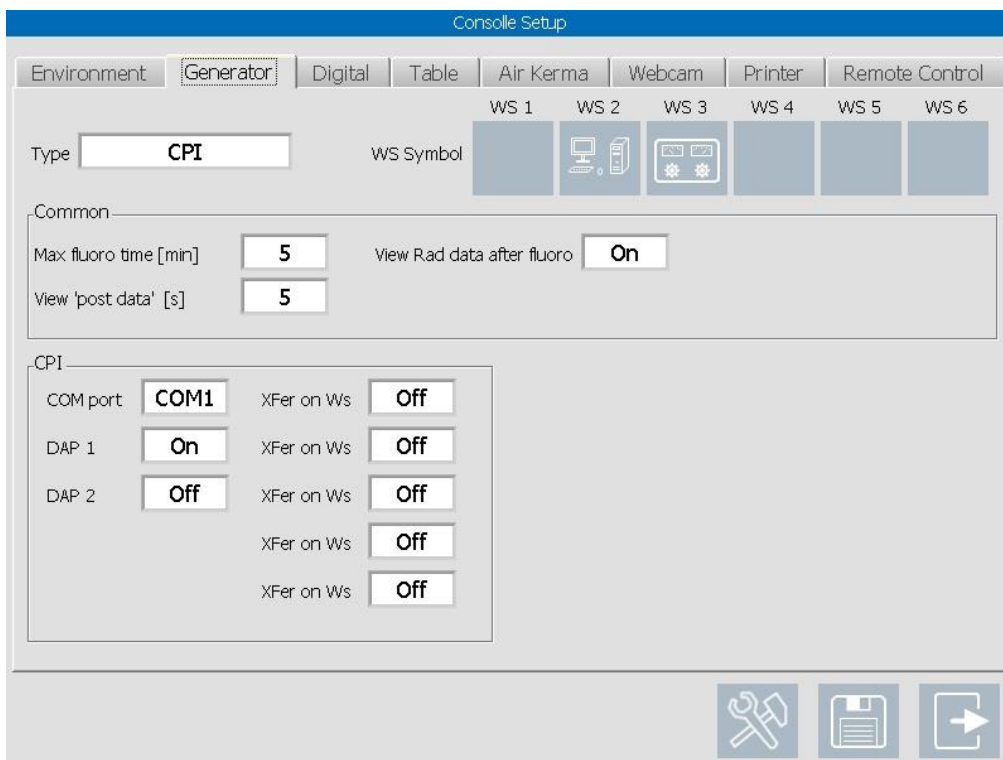 Consolle Setup
Environment Generator Digital Table Air Kerma Webcam Printer Remote Control
WS 1 WS 2 WS 3 WS 4 WS 5 WS 6
Type CPI WS Symbol
Common
Max fluoro time [min] 5 View Rad data after fluoro On
View 'post data' [s] 5
CPI
COM port COM1 XFer on Ws Off
DAP 1 On XFer on Ws Off
DAP 2 Off XFer on Ws Off
XFer on Ws Off
XFer on Ws Off